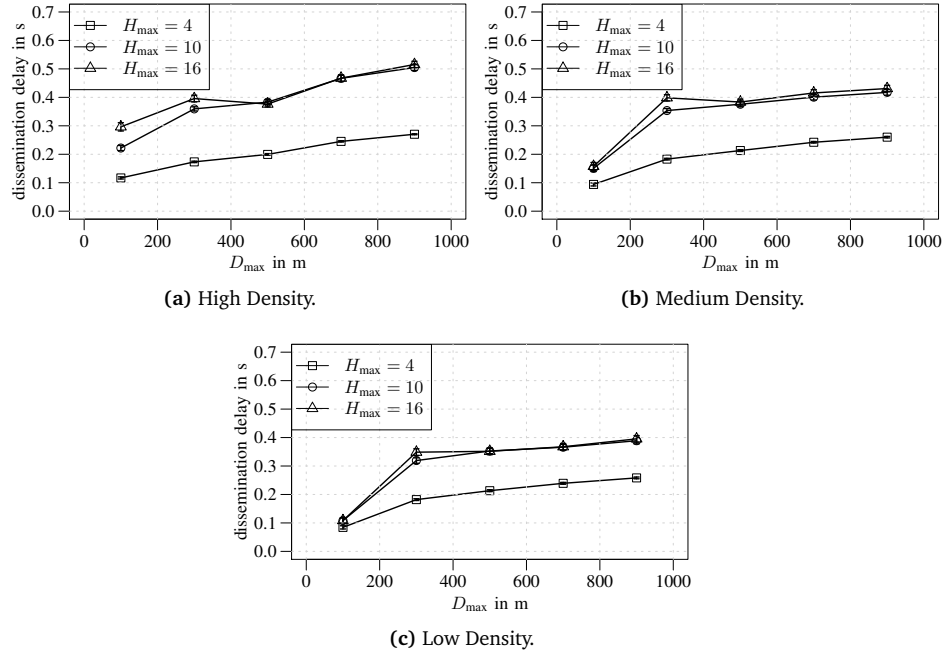 dissemination delay in s
0.7
0.6
0.5
0.4
0.3
0.2
0.1
0.0
H_max = 4
H_max = 10
H_max = 16
0 200 400 600 800 1000
D_max in m
(a) High Density.
dissemination delay in s
0.7
0.6
0.5
0.4
0.3
0.2
0.1
0.0
H_max = 4
H_max = 10
H_max = 16
0 200 400 600 800 1000
D_max in m
(b) Medium Density.
dissemination delay in s
0.7
0.6
0.5
0.4
0.3
0.2
0.1
0.0
H_max = 4
H_max = 10
H_max = 16
0 200 400 600 800 1000
D_max in m
(c) Low Density.